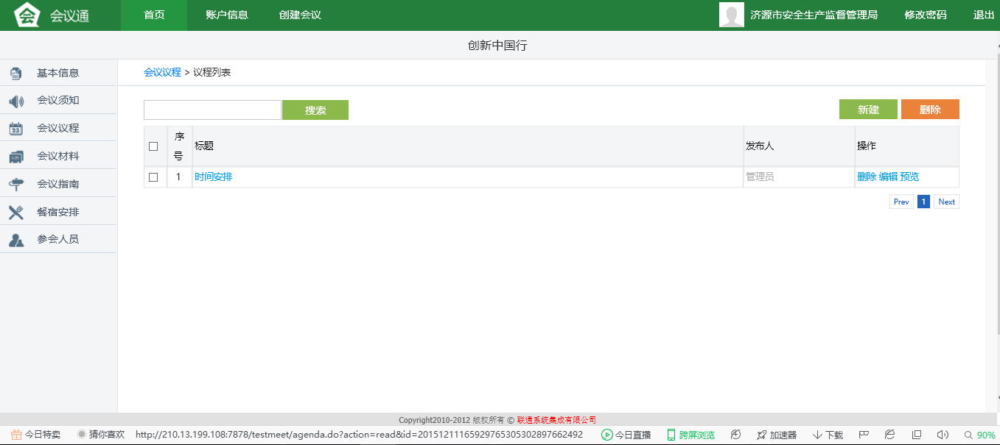 会 会议通 首页 账户信息 创建会议 济源市安全生产监督管理局 修改密码 退出
创新中国行
基本信息
会议须知
23 会议议程
会议材料
会议指南
餐宿安排
参会人员
会议议程 > 议程列表
搜索 新建 删除
序号 标题 发布人 操作
1 时间安排 管理员 删除 编辑 预览
Prev 1 Next
Copyright2010-2012 版权所有 © 联通系统集成有限公司
今日特卖 猜你喜欢 http://210.13.199.108:7878/testmeet/agenda.do?action=read&id=20151211165929765305302897662492 今日直播 跨屏浏览 加速器 下载 90%